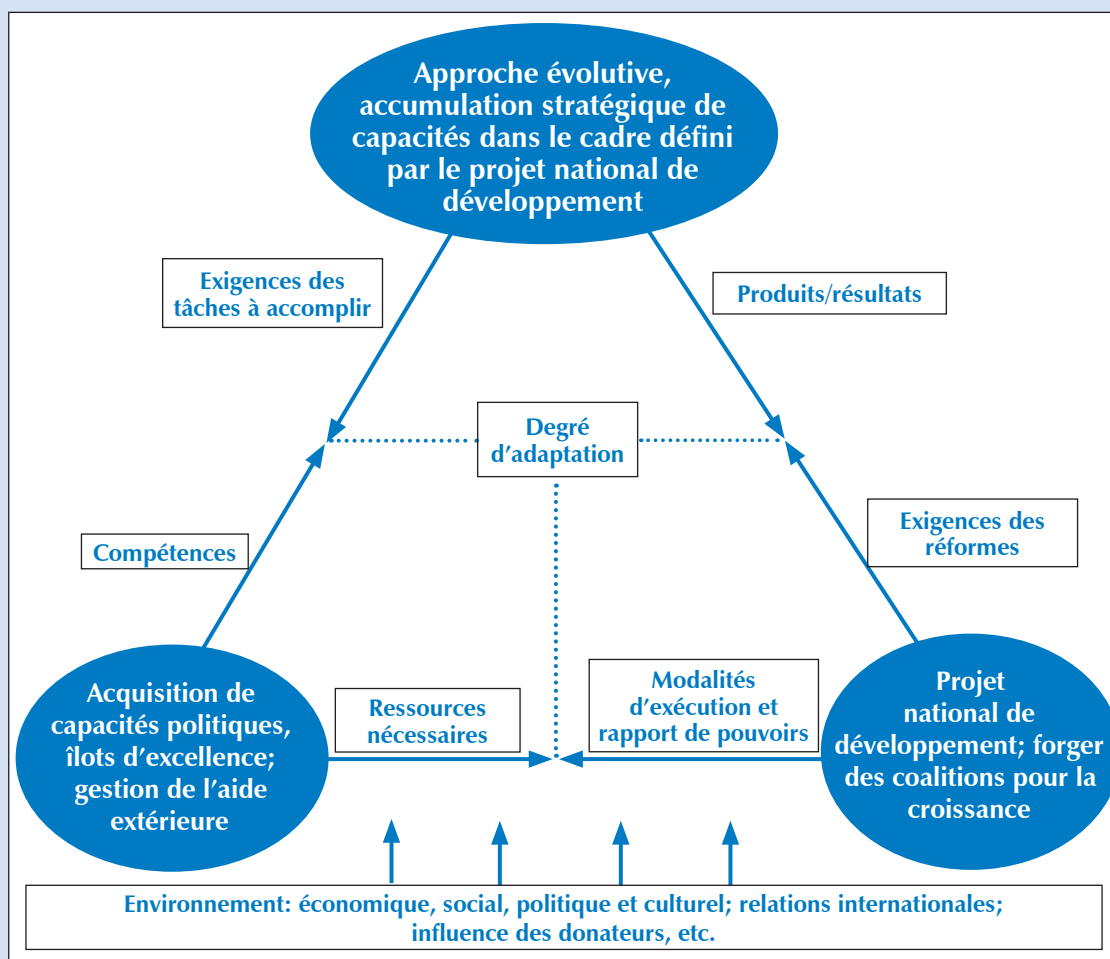 Approche évolutive,
accumulation stratégique de
capacités dans le cadre défini
par le projet national de
développement
Exigences des
tâches à accomplir
Produits/résultats
Degré
d'adaptation
Compétences
Exigences des
réformes
Acquisition de
capacités politiques,
îlots d'excellence;
gestion de l'aide
extérieure
Ressources
nécessaires
Modalités
d'exécution et
rapport de pouvoirs
Projet
national de
développement; forger
des coalitions pour la
croissance
Environnement: économique, social, politique et culturel; relations internationales;
influence des donateurs, etc.